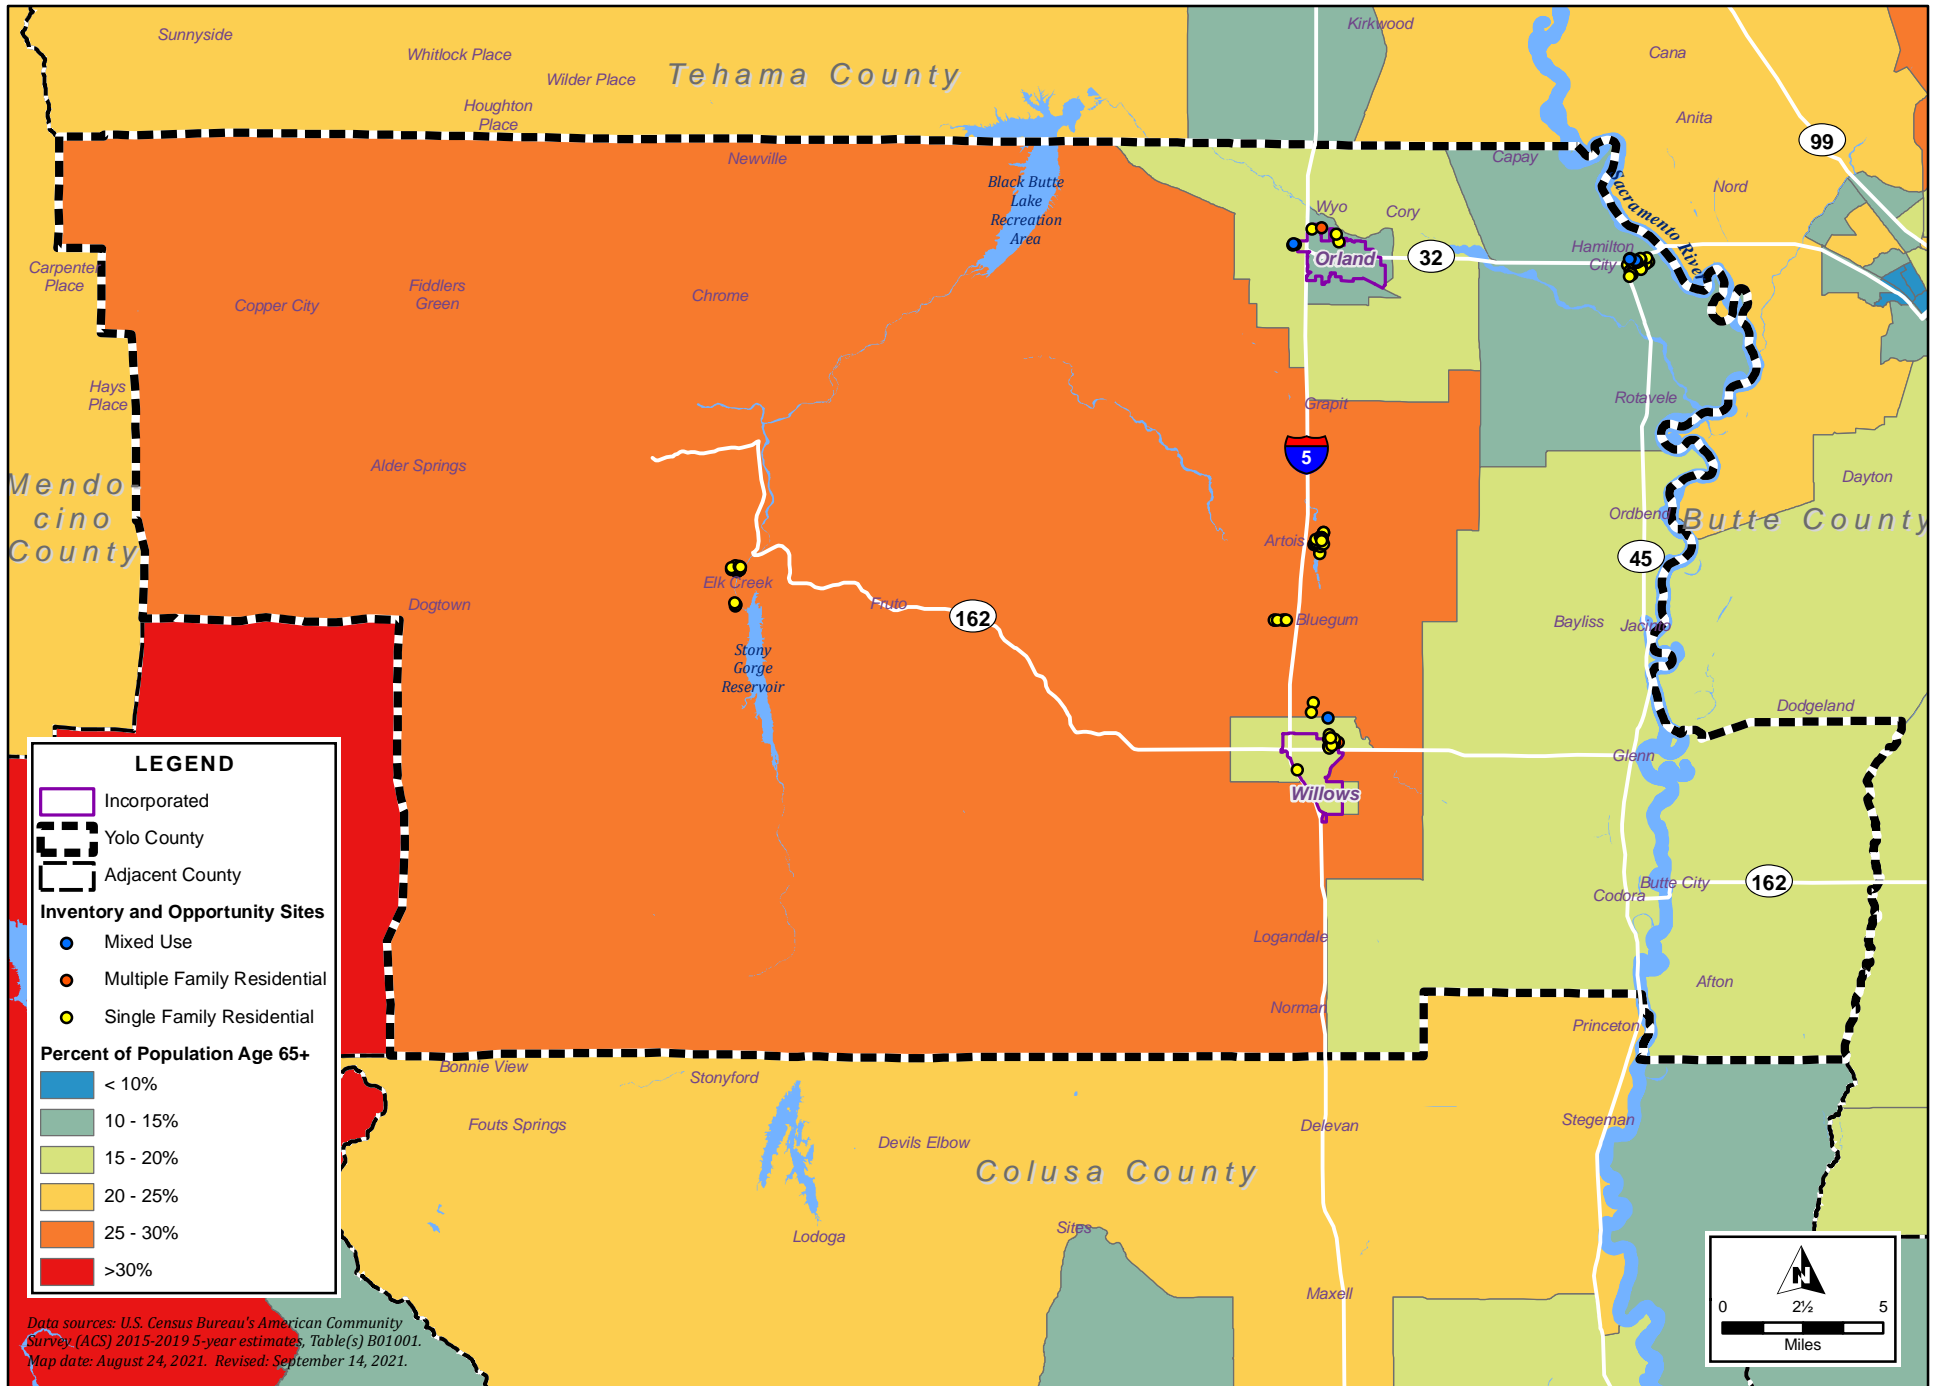 Sunnyside
Whitlock Place
Wilder Place
Houghton
Place
Tehama County
Kirkwood
Cana
Anita
99
Nord
Capay
Newville
Black Butte
Lake
Recreation
Area
Wyo
Cory
Orland
32
Hamilton
City
Sacramento River
Carpenter
Place
Copper City
Fiddlers
Green
Chrome
Hays
Place
Grapit
Rotavele
5
Alder Springs
Mendo-
cino
County
Dayton
Ordbend
Butte County
Artois
45
Elk Creek
Dogtown
Fruto
162
Bluegum
Bayliss
Jacinto
Stony
Gorge
Reservoir
Dodgeland
Glenn
Willows
Butte City
Codora
162
Logandale
Afton
Norman
Princeton
Bonnie View
Stonyford
Fouts Springs
Devils Elbow
Delevan
Stegeman
Colusa County
Lodoga
Sites
Maxell
LEGEND
Incorporated
Yolo County
Adjacent County
Inventory and Opportunity Sites
Mixed Use
Multiple Family Residential
Single Family Residential
Percent of Population Age 65+
< 10%
10 - 15%
15 - 20%
20 - 25%
25 - 30%
>30%
Data sources: U.S. Census Bureau's American Community
Survey (ACS) 2015-2019 5-year estimates, Table(s) B01001.
Map date: August 24, 2021. Revised: September 14, 2021.
N
0 2½ 5
Miles